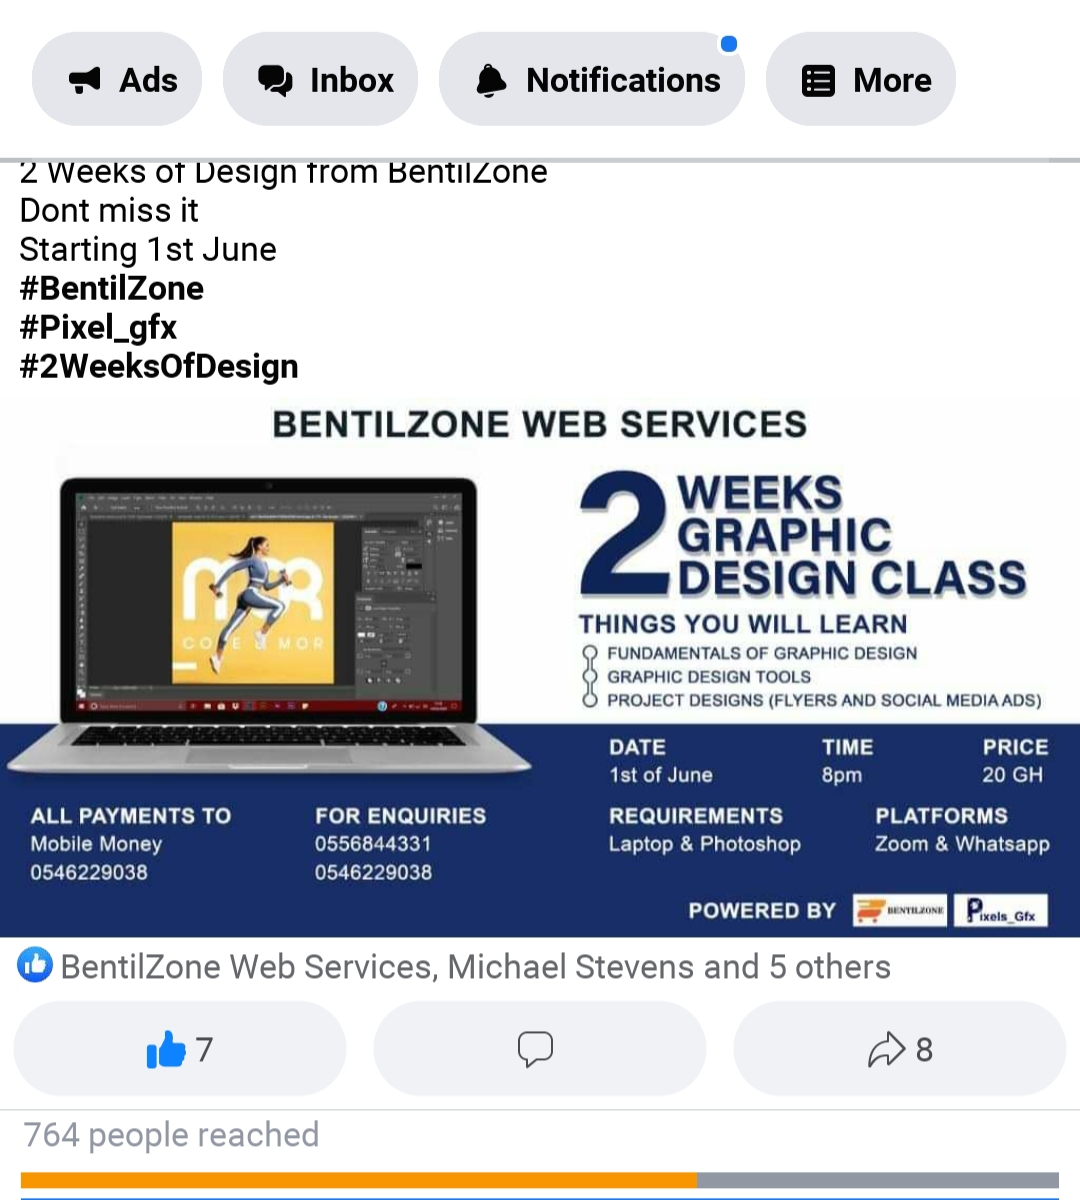 Ads
Inbox
Notifications
More
2 Weeks of Design from BentilZone
Dont miss it
Starting 1st June
#BentilZone
#Pixel_gfx
#2WeeksOfDesign
BENTILZONE WEB SERVICES
2 WEEKS
GRAPHIC
DESIGN CLASS
THINGS YOU WILL LEARN
FUNDAMENTALS OF GRAPHIC DESIGN
GRAPHIC DESIGN TOOLS
PROJECT DESIGNS (FLYERS AND SOCIAL MEDIA ADS)
DATE
1st of June
TIME
8pm
PRICE
20 GH
ALL PAYMENTS TO
Mobile Money
0546229038
FOR ENQUIRIES
0556844331
0546229038
REQUIREMENTS
Laptop & Photoshop
PLATFORMS
Zoom & Whatsapp
POWERED BY
BENTILZONE
Pixels_Gfx
BentilZone Web Services, Michael Stevens and 5 others
7
8
764 people reached